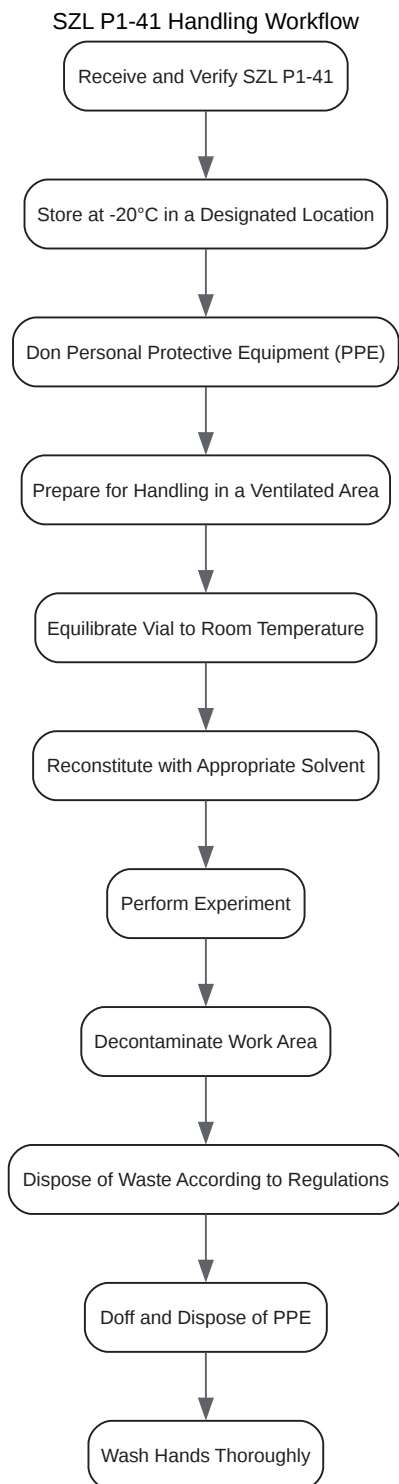 SZL P1-41 Handling Workflow
Receive and Verify SZL P1-41
Store at -20°C in a Designated Location
Don Personal Protective Equipment (PPE)
Prepare for Handling in a Ventilated Area
Equilibrate Vial to Room Temperature
Reconstitute with Appropriate Solvent
Perform Experiment
Decontaminate Work Area
Dispose of Waste According to Regulations
Doff and Dispose of PPE
Wash Hands Thoroughly